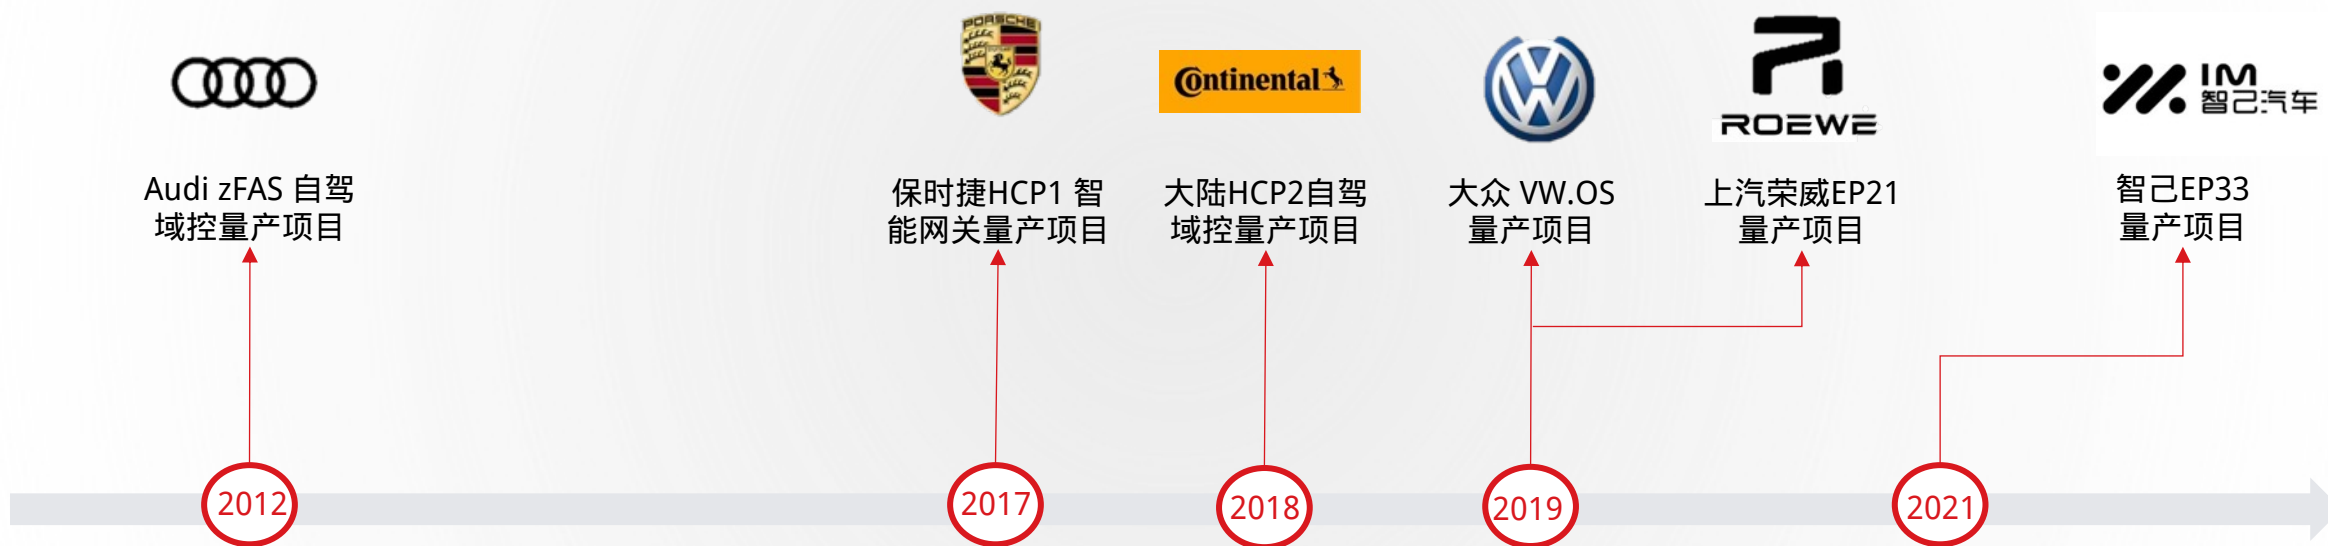 PORSCHE
Continental
ROEWE
IM
智己汽车
Audi zFAS 自驾
域控量产项目
保时捷HCP1 智
能网关量产项目
大陆HCP2自驾
域控量产项目
大众 VW.OS
量产项目
上汽荣威EP21
量产项目
智己EP33
量产项目
2012
2017
2018
2019
2021